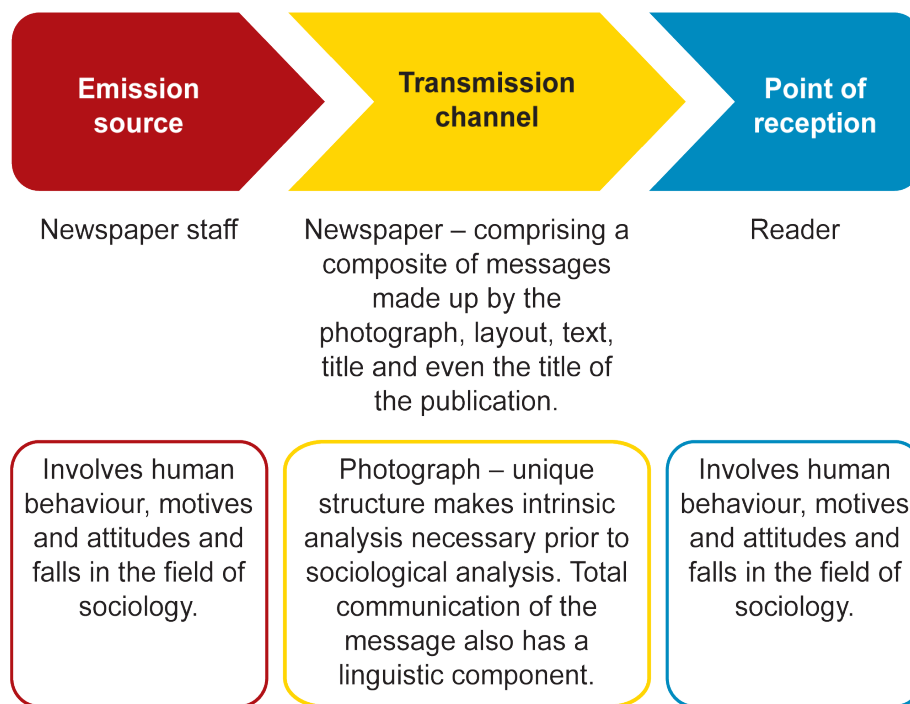 Emission
source
Transmission
channel
Point of
reception
Newspaper staff
Newspaper – comprising a
composite of messages
made up by the
photograph, layout, text,
title and even the title of
the publication.
Reader
Involves human
behaviour, motives
and attitudes and
falls in the field of
sociology.
Photograph – unique
structure makes intrinsic
analysis necessary prior to
sociological analysis. Total
communication of the
message also has a
linguistic component.
Involves human
behaviour, motives
and attitudes and
falls in the field of
sociology.